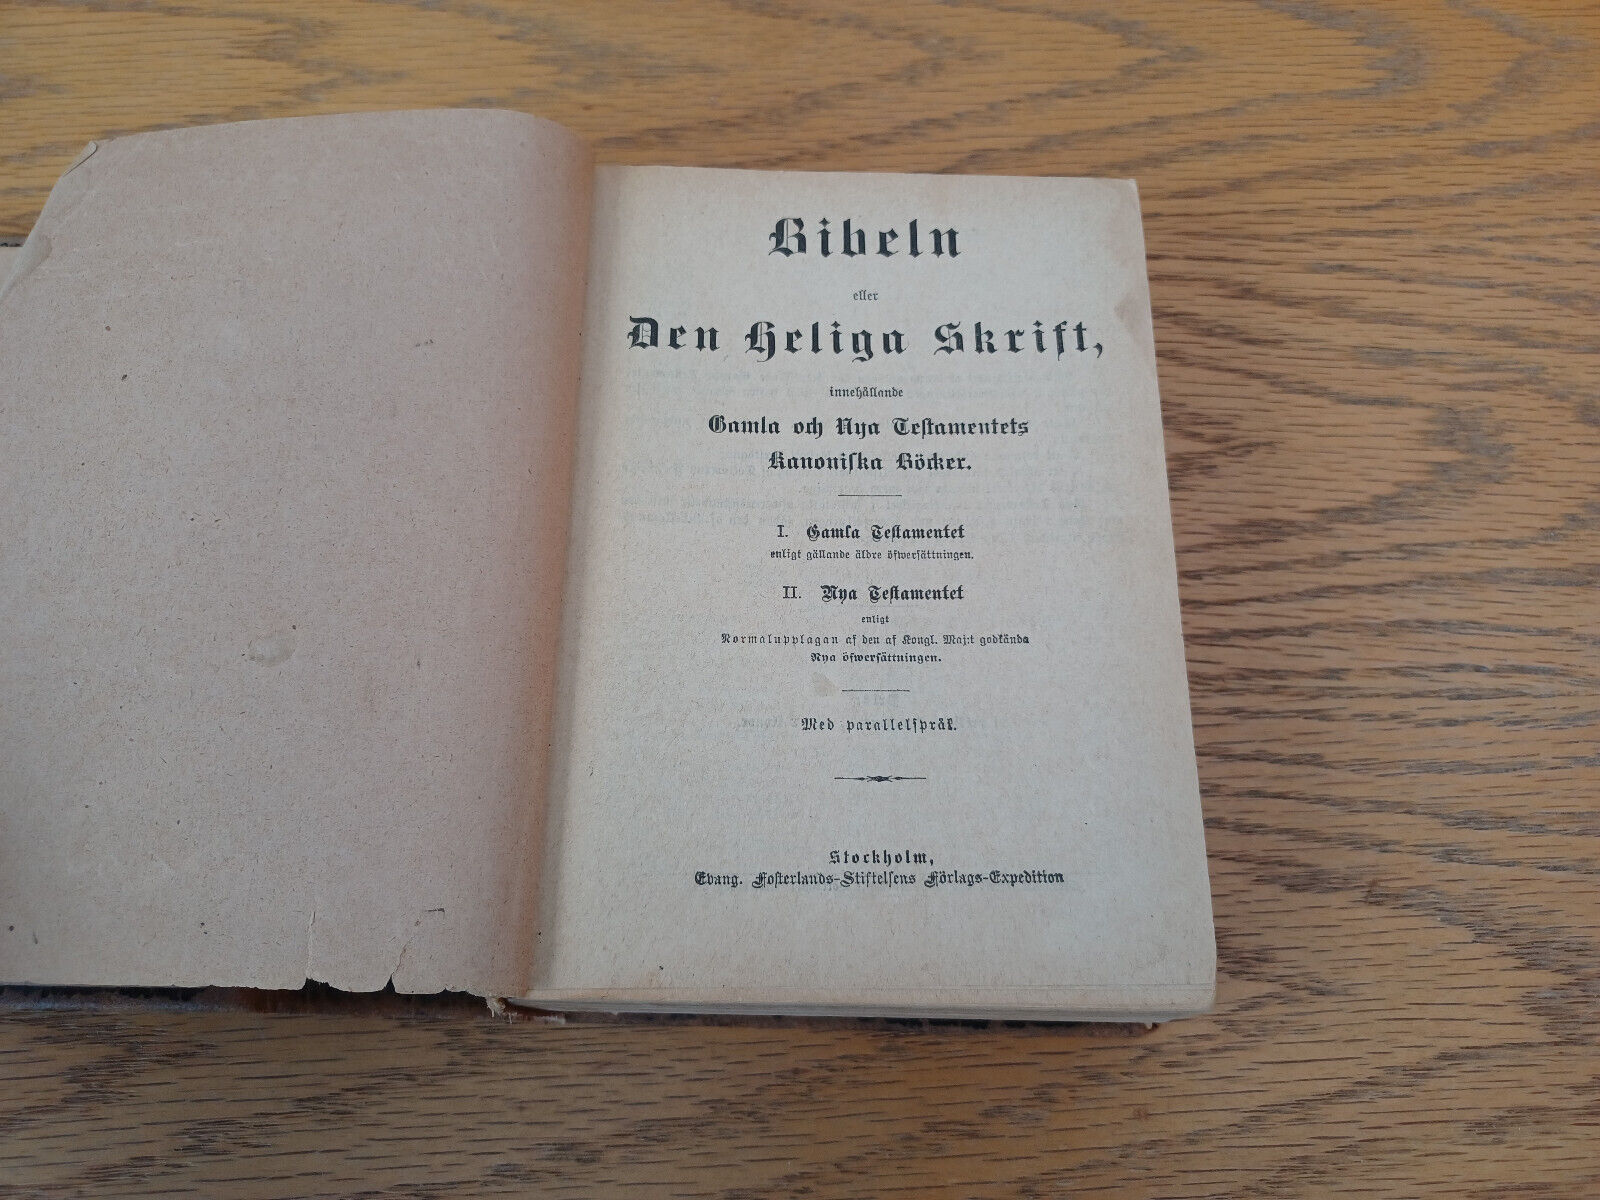 Bibeln
eller
Den Heliga Skrift,
innehållande
Gamla och Nya Testamentets
Kanoniska Böcker.
I. Gamla Testamentet
enligt gällande äldre öfwersättningen.
II. Nya Testamentet
enligt
Normalupplagan af den af Kongl. Maj:t godkända
Nya öfwersättningen.
Med parallelspråk.
Stockholm,
Evang. Fosterlands-Stiftelsens Förlags-Expedition